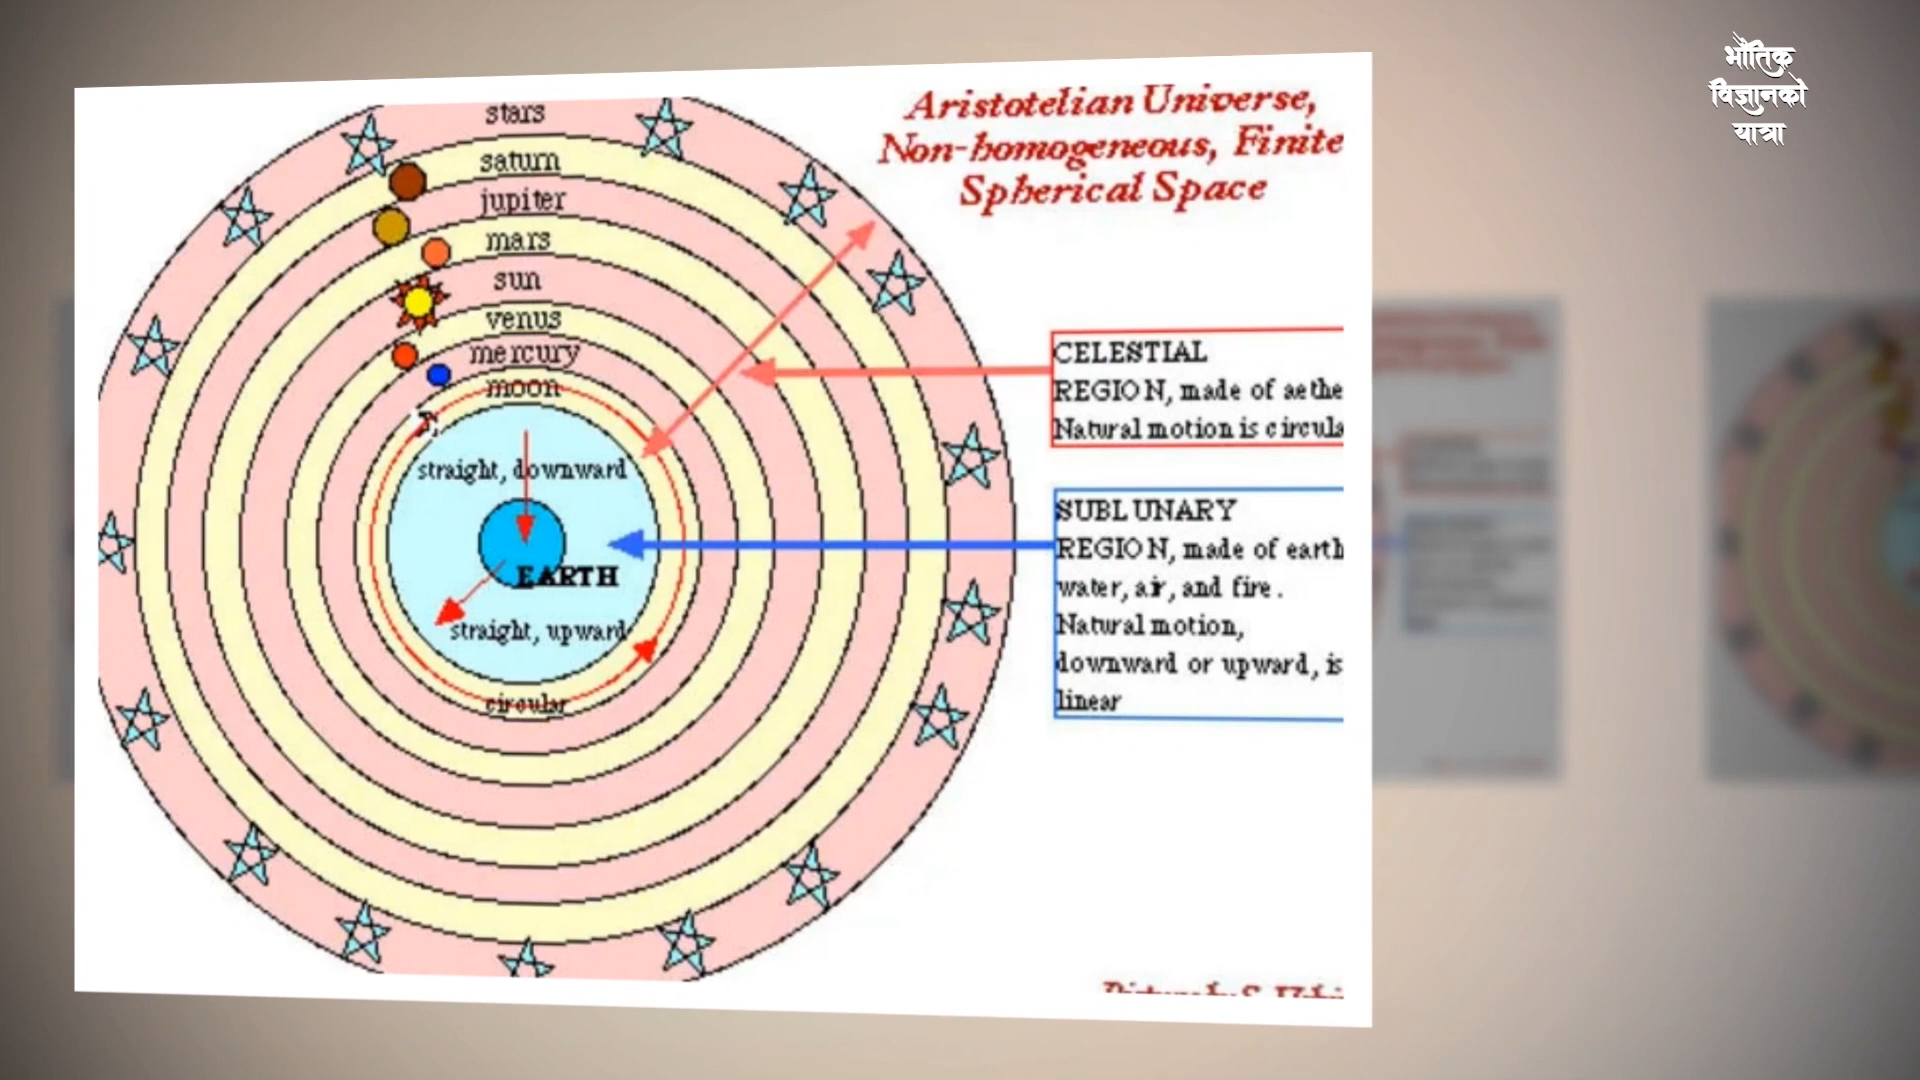 भौतिक
विज्ञानको
यात्रा
Aristotelian Universe,
Non-homogeneous, Finite
Spherical Space
stars
saturn
jupiter
mars
sun
venus
mercury
moon
straight, downward
EARTH
straight, upward
circular
CELESTIAL
REGION, made of aethe
Natural motion is circula
SUBLUNARY
REGION, made of earth
water, air, and fire.
Natural motion,
downward or upward, is
linear